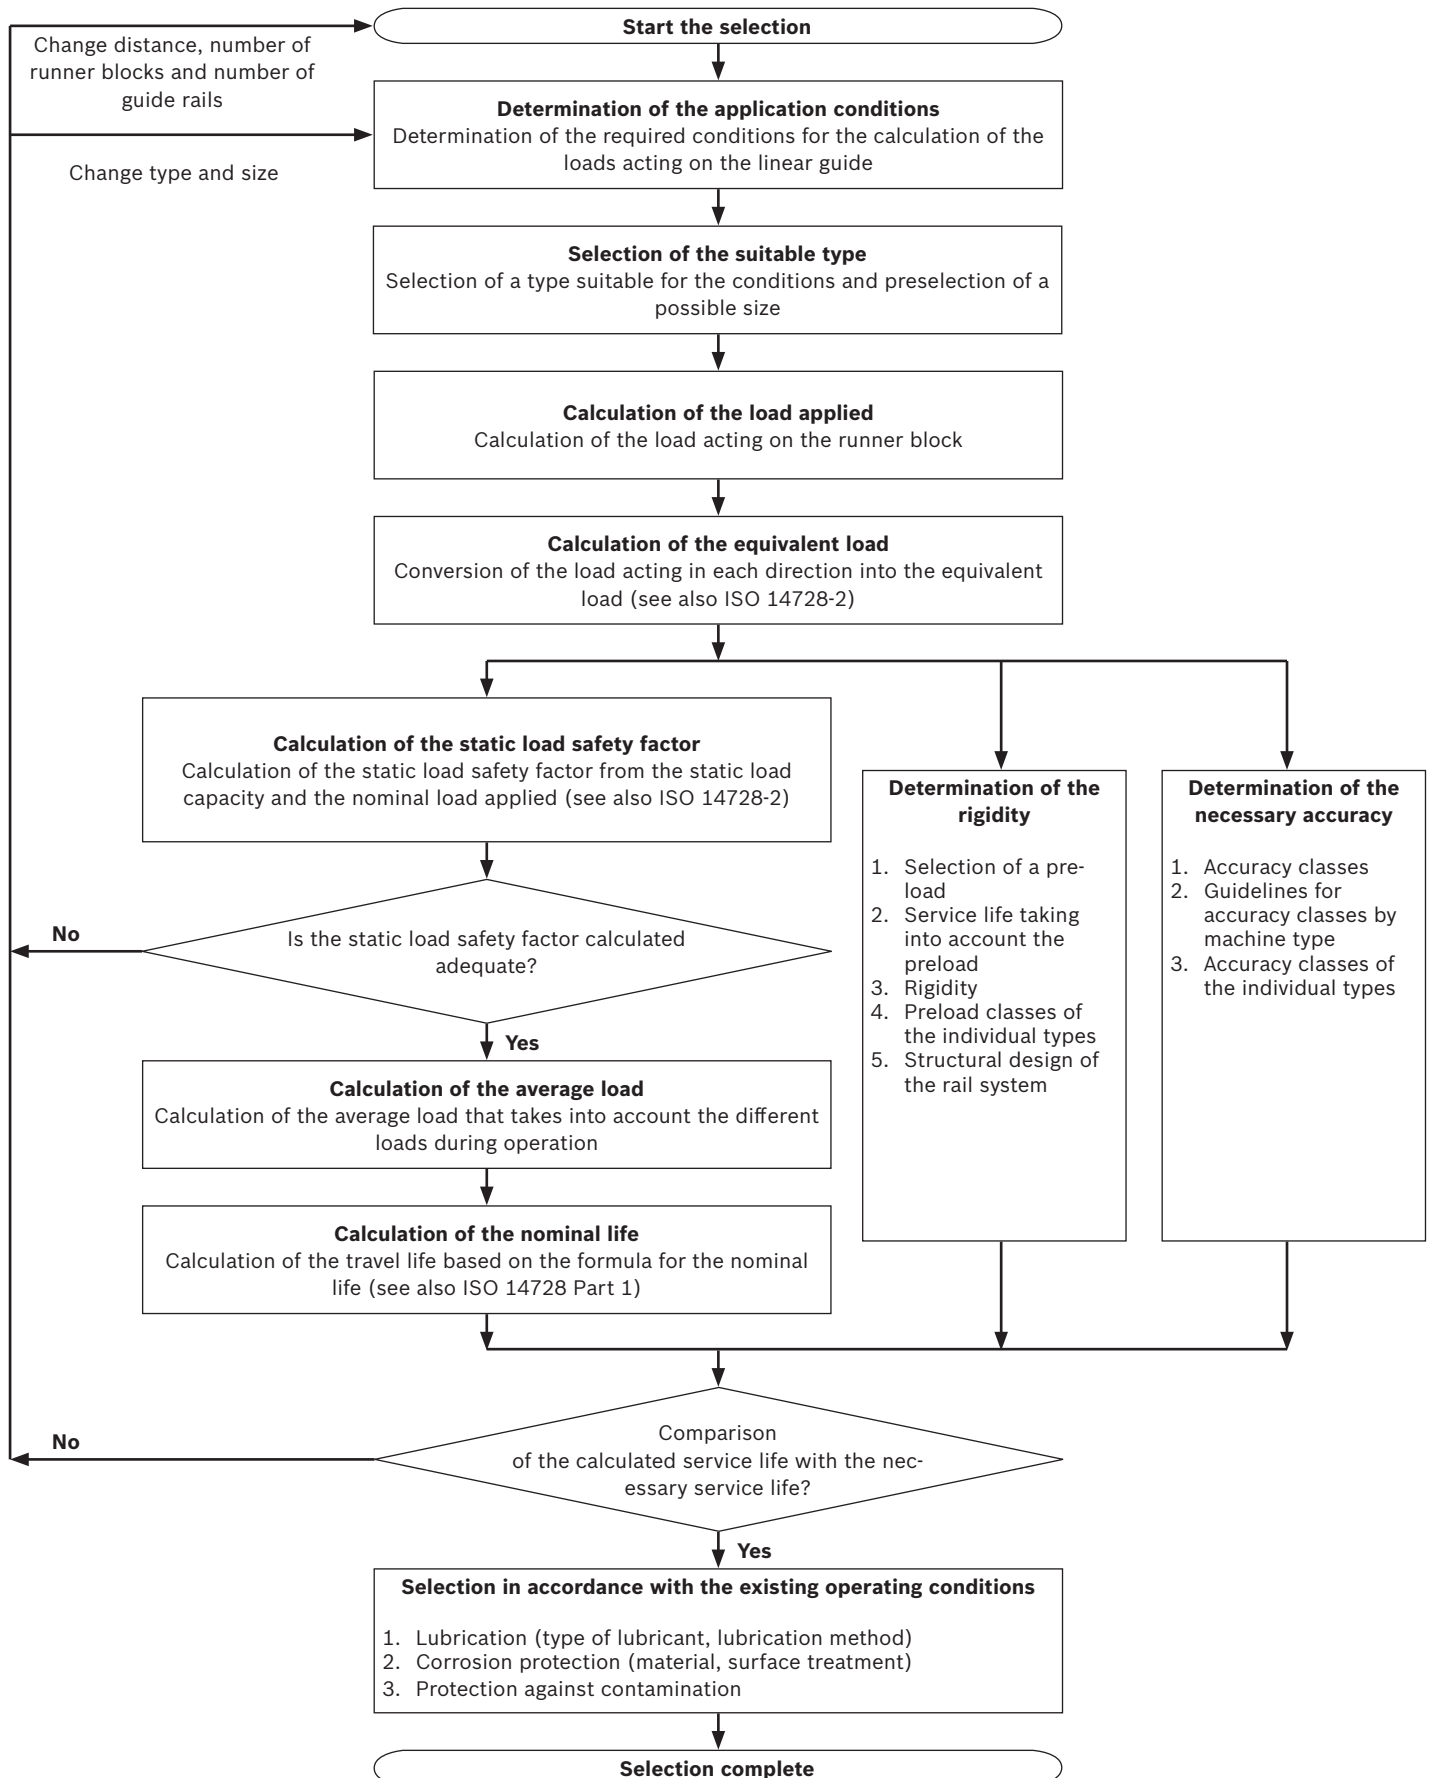 Start the selection
Change distance, number of
runner blocks and number of
guide rails
Determination of the application conditions
Determination of the required conditions for the calculation of the
loads acting on the linear guide
Change type and size
Selection of the suitable type
Selection of a type suitable for the conditions and preselection of a
possible size
Calculation of the load applied
Calculation of the load acting on the runner block
Calculation of the equivalent load
Conversion of the load acting in each direction into the equivalent
load (see also ISO 14728-2)
Calculation of the static load safety factor
Calculation of the static load safety factor from the static load
capacity and the nominal load applied (see also ISO 14728-2)
No
Is the static load safety factor calculated
adequate?
Yes
Calculation of the average load
Calculation of the average load that takes into account the different
loads during operation
Calculation of the nominal life
Calculation of the travel life based on the formula for the nominal
life (see also ISO 14728 Part 1)
Determination of the
rigidity
1. Selection of a pre-
load
2. Service life taking
into account the
preload
3. Rigidity
4. Preload classes of
the individual types
5. Structural design of
the rail system
Determination of the
necessary accuracy
1. Accuracy classes
2. Guidelines for
accuracy classes by
machine type
3. Accuracy classes of
the individual types
No
Comparison
of the calculated service life with the nec-
essary service life?
Yes
Selection in accordance with the existing operating conditions
1. Lubrication (type of lubricant, lubrication method)
2. Corrosion protection (material, surface treatment)
3. Protection against contamination
Selection complete